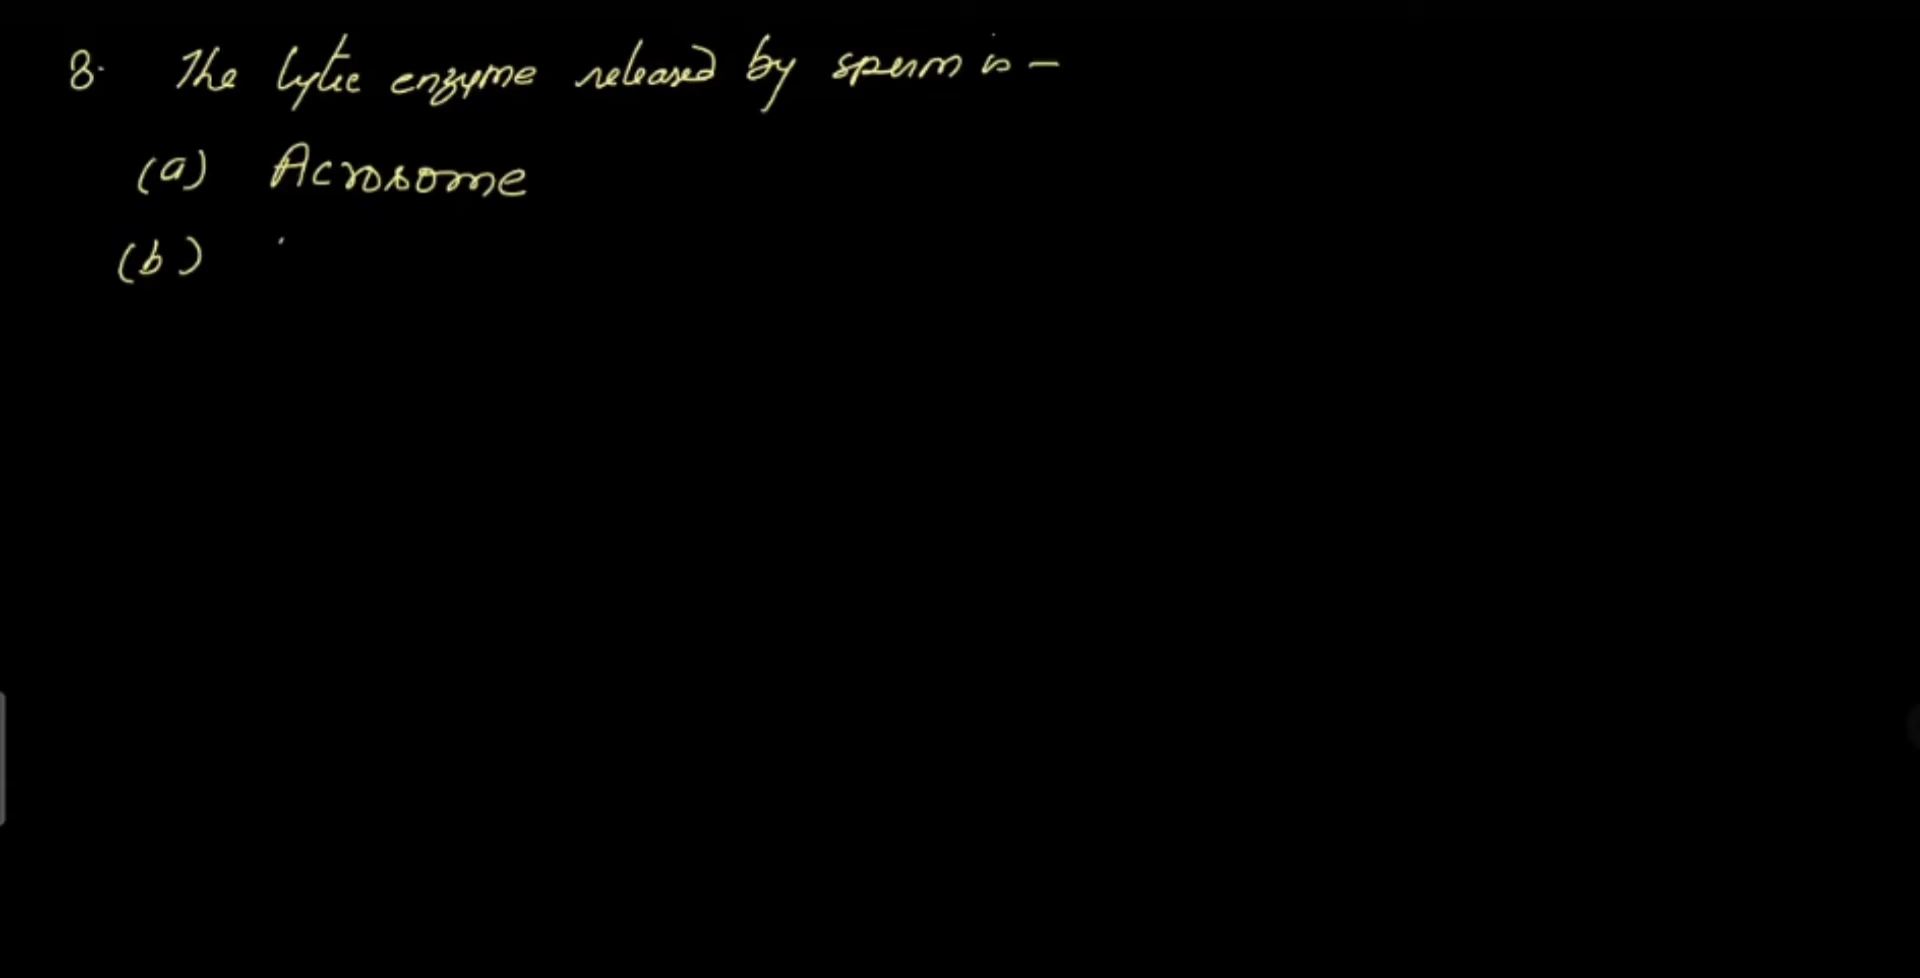 8. The lytic enzyme released by sperm is -
(a) Acrosome
(b)